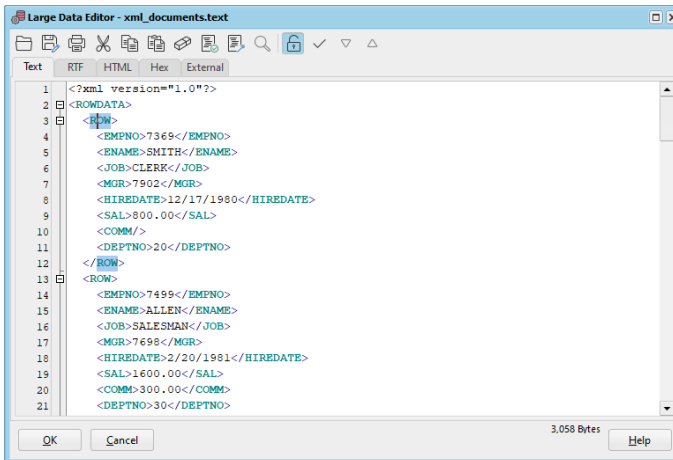 Large Data Editor - xml_documents.text
Text RTF HTML Hex External
1 <?xml version="1.0"?>
2 <ROWDATA>
3 <ROW>
4 <EMPNO>7369</EMPNO>
5 <ENAME>SMITH</ENAME>
6 <JOB>CLERK</JOB>
7 <MGR>7902</MGR>
8 <HIREDATE>12/17/1980</HIREDATE>
9 <SAL>800.00</SAL>
10 <COMM/>
11 <DEPTNO>20</DEPTNO>
12 </ROW>
13 <ROW>
14 <EMPNO>7499</EMPNO>
15 <ENAME>ALLEN</ENAME>
16 <JOB>SALESMAN</JOB>
17 <MGR>7698</MGR>
18 <HIREDATE>2/20/1981</HIREDATE>
19 <SAL>1600.00</SAL>
20 <COMM>300.00</COMM>
21 <DEPTNO>30</DEPTNO>
3,058 Bytes
OK Cancel Help